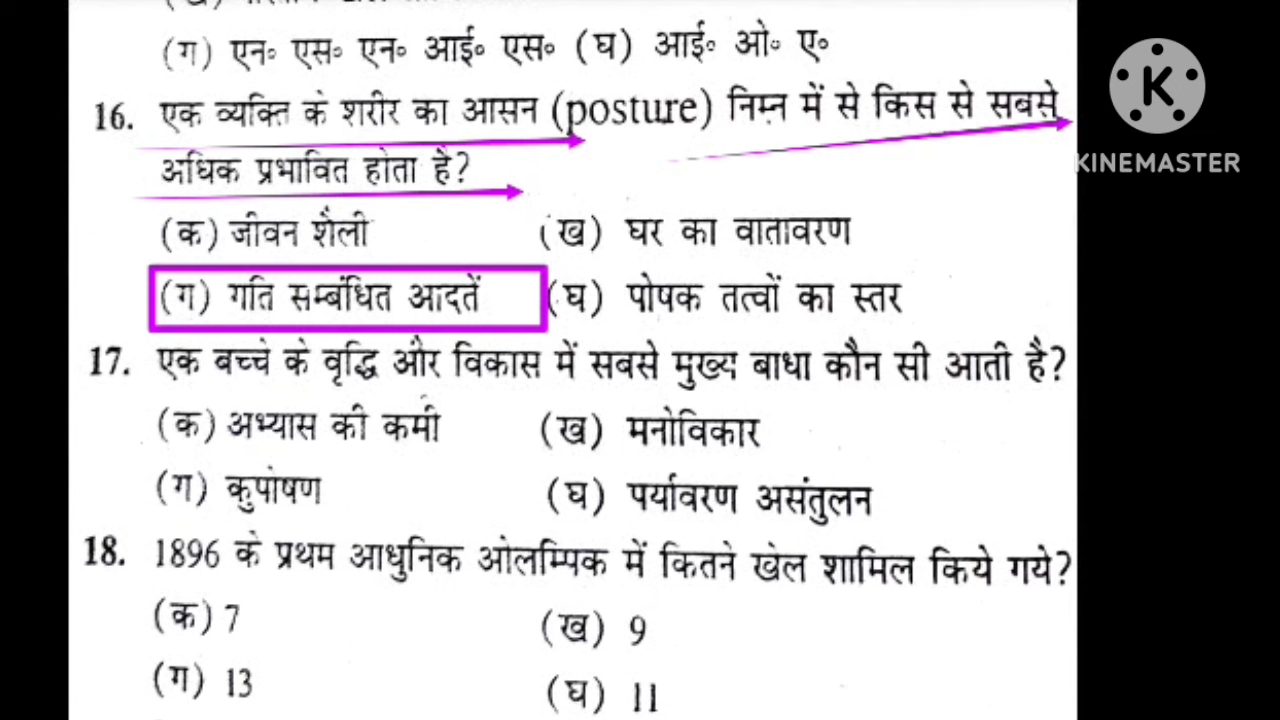 (ग) एन॰ एस॰ एन॰ आई॰ एस॰ (घ) आई॰ ओ॰ ए॰
16. एक व्यक्ति के शरीर का आसन (posture) निम्न में से किस से सबसे
अधिक प्रभावित होता है?
(क) जीवन शैली (ख) घर का वातावरण
(ग) गति सम्बंधित आदतें (घ) पोषक तत्वों का स्तर
17. एक बच्चे के वृद्धि और विकास में सबसे मुख्य बाधा कौन सी आती है?
(क) अभ्यास की कमी (ख) मनोविकार
(ग) कुपोषण (घ) पर्यावरण असंतुलन
18. 1896 के प्रथम आधुनिक ओलम्पिक में कितने खेल शामिल किये गये?
(क) 7 (ख) 9
(ग) 13 (घ) 11
K
KINEMASTER